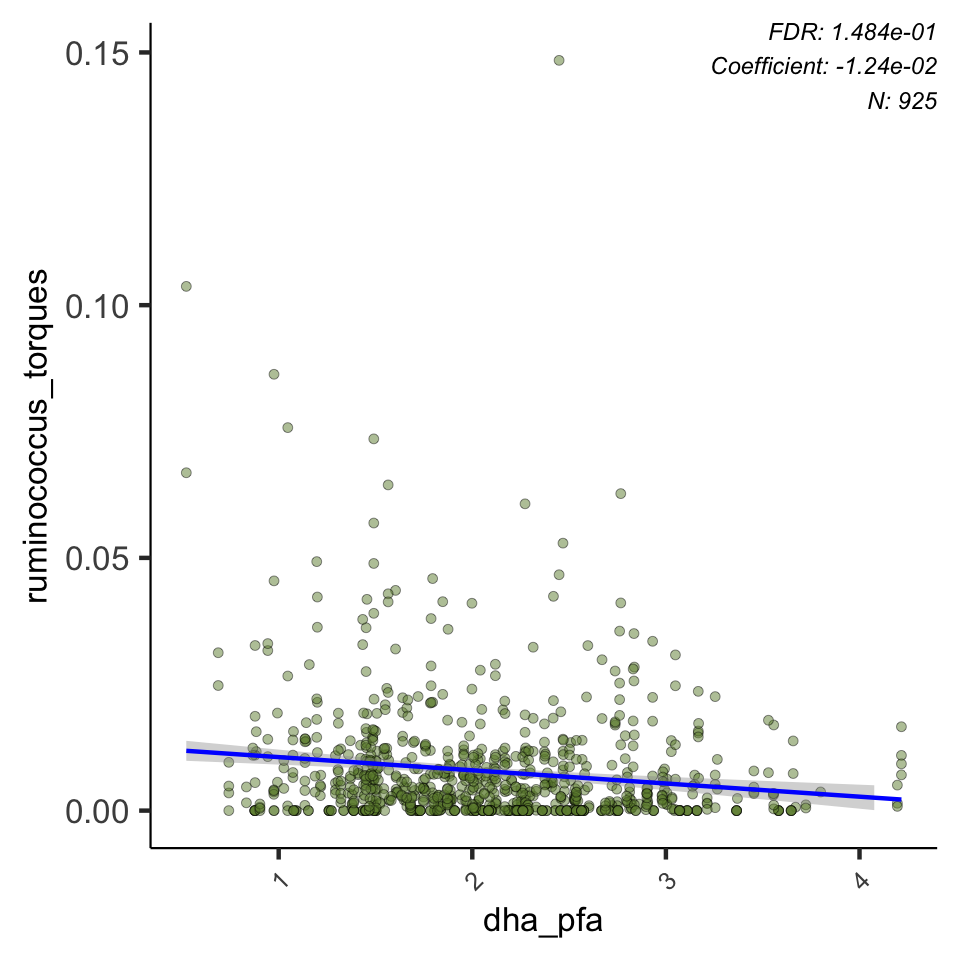 FDR: 1.484e-01
Coefficient: -1.24e-02
N: 925
0.15
0.10
0.05
0.00
ruminococcus_torques
1
2
3
4
dha_pfa